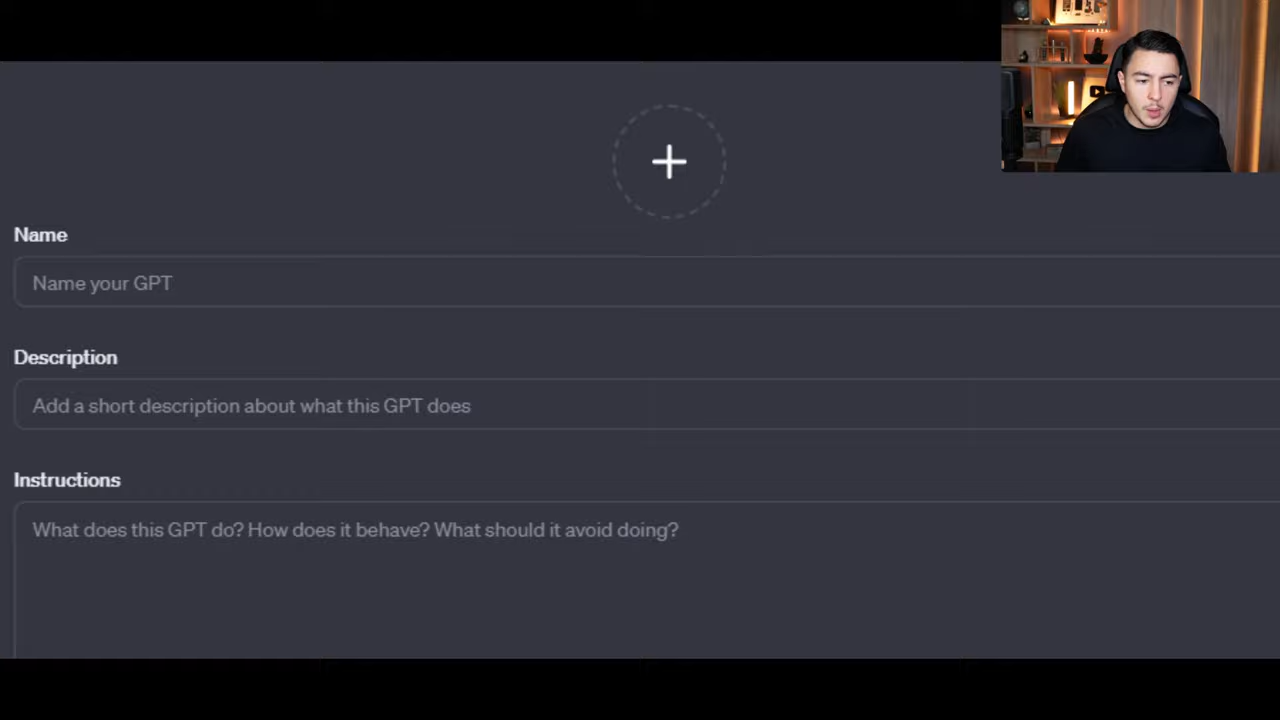 Name
Name your GPT
Description
Add a short description about what this GPT does
Instructions
What does this GPT do? How does it behave? What should it avoid doing?